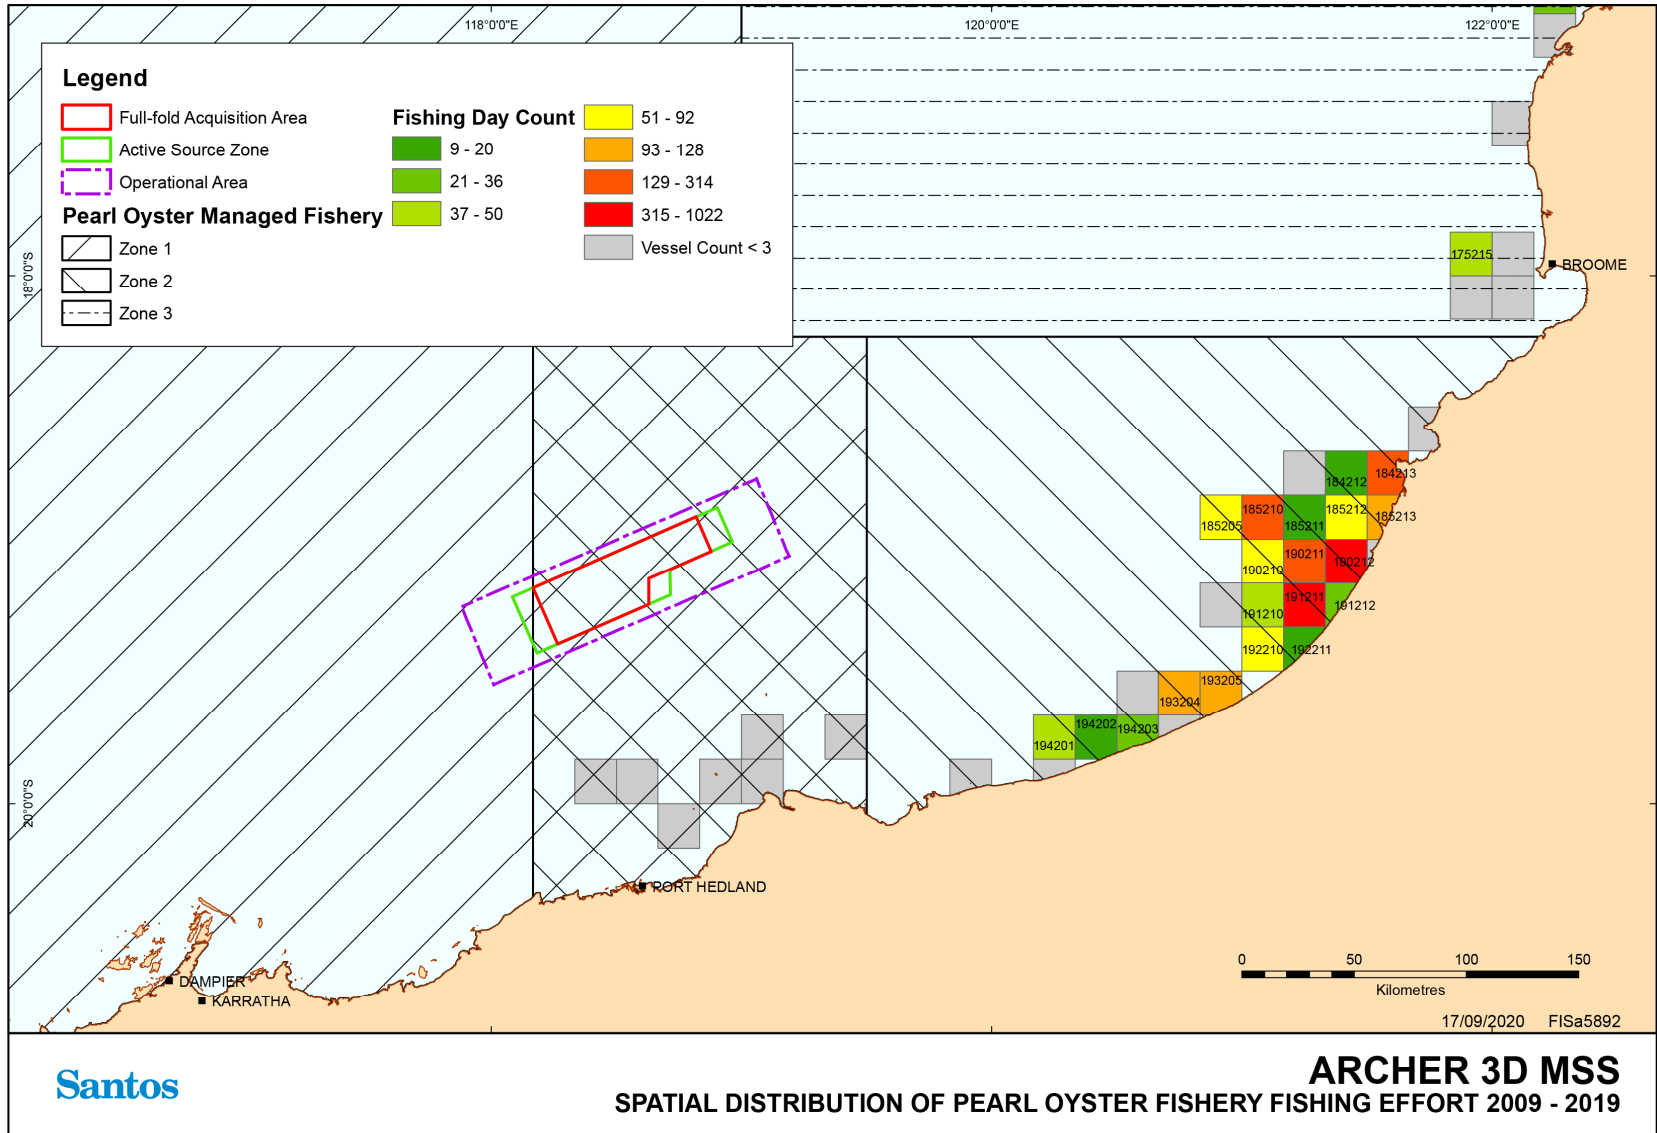 118°0'0"E
120°0'0"E
122°0'0"E
Legend
Full-fold Acquisition Area
Active Source Zone
Operational Area
Pearl Oyster Managed Fishery
Zone 1
Zone 2
Zone 3
Fishing Day Count
9 - 20
21 - 36
37 - 50
51 - 92
93 - 128
129 - 314
315 - 1022
Vessel Count < 3
18°0'0"S
20°0'0"S
175215
BROOME
184212
184213
185205
185210
185211
185212
185213
190210
190211
190212
191210
191211
191212
192210
192211
193204
193205
194201
194202
194203
PORT HEDLAND
DAMPIER
KARRATHA
0 50 100 150
Kilometres
17/09/2020 FISa5892
Santos
ARCHER 3D MSS
SPATIAL DISTRIBUTION OF PEARL OYSTER FISHERY FISHING EFFORT 2009 - 2019